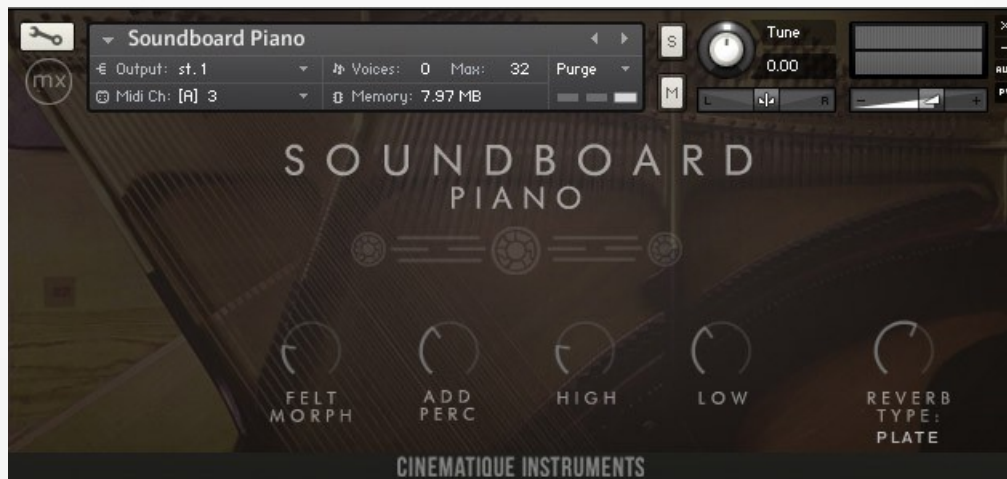 Soundboard Piano
S
Tune
Output: st. 1
Voices: 0 Max: 32
Purge
0.00
Midi Ch: [A] 3
Memory: 7.97 MB
M
L
R
mx
SOUNDBOARD
PIANO
FELT
MORPH
ADD
PERC
HIGH
LOW
REVERB
TYPE:
PLATE
CINEMATIQUE INSTRUMENTS